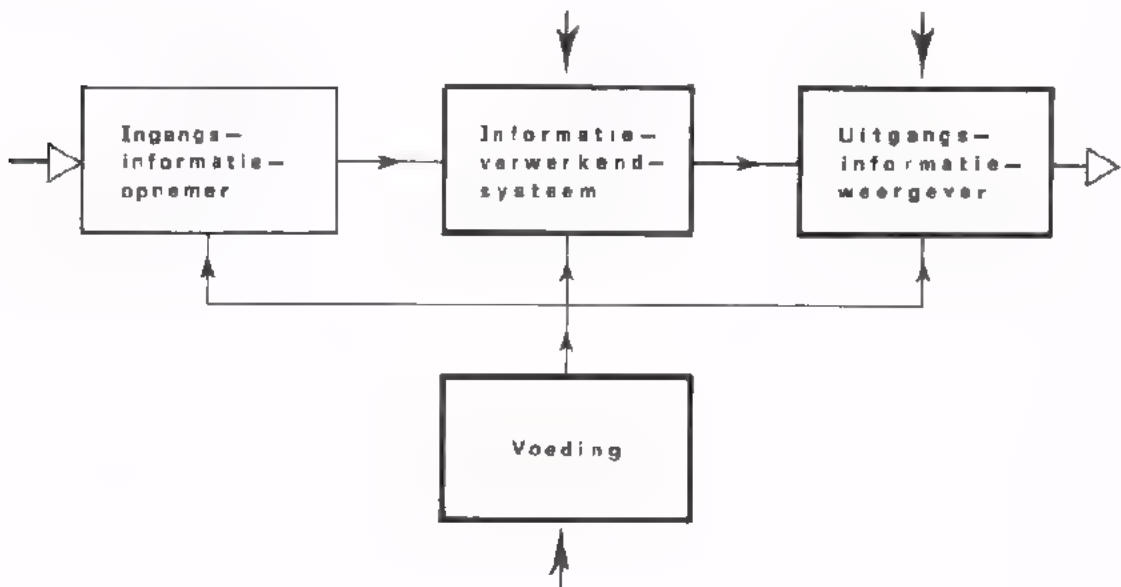 Ingangs—
informatie—
opnemer
Informatie—
verwerkend—
systeem
Uitgangs—
informatie—
weergever
Voeding